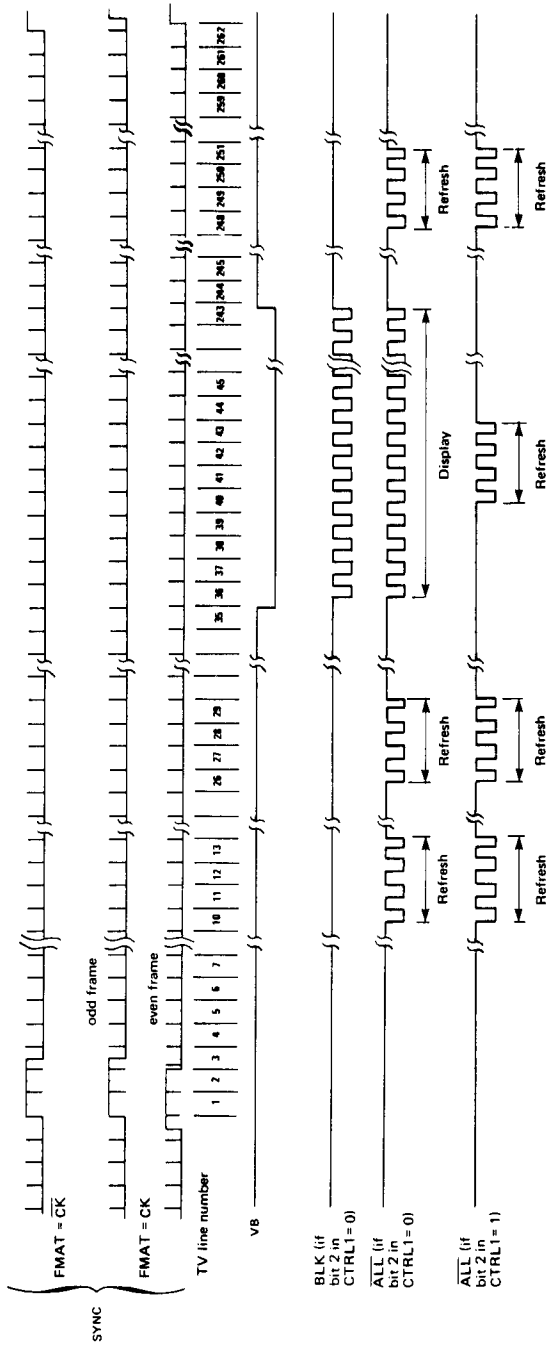 SYNC
FMAT = C̅K̅
odd frame
FMAT = CK
even frame
TV line number 1 2 3 4 5 6 7 10 11 12 13 26 27 28 29 35 36 37 38 39 40 41 42 43 44 45 243 244 245 248 249 250 251 259 260 261 262
VB
BLK (if
bit 2 in
CTRL1 = 0)
A̅L̅L̅ (if
bit 2 in
CTRL1 = 0)
Refresh Refresh Display Refresh
A̅L̅L̅ (if
bit 2 in
CTRL1 = 1)
Refresh Refresh Refresh Refresh